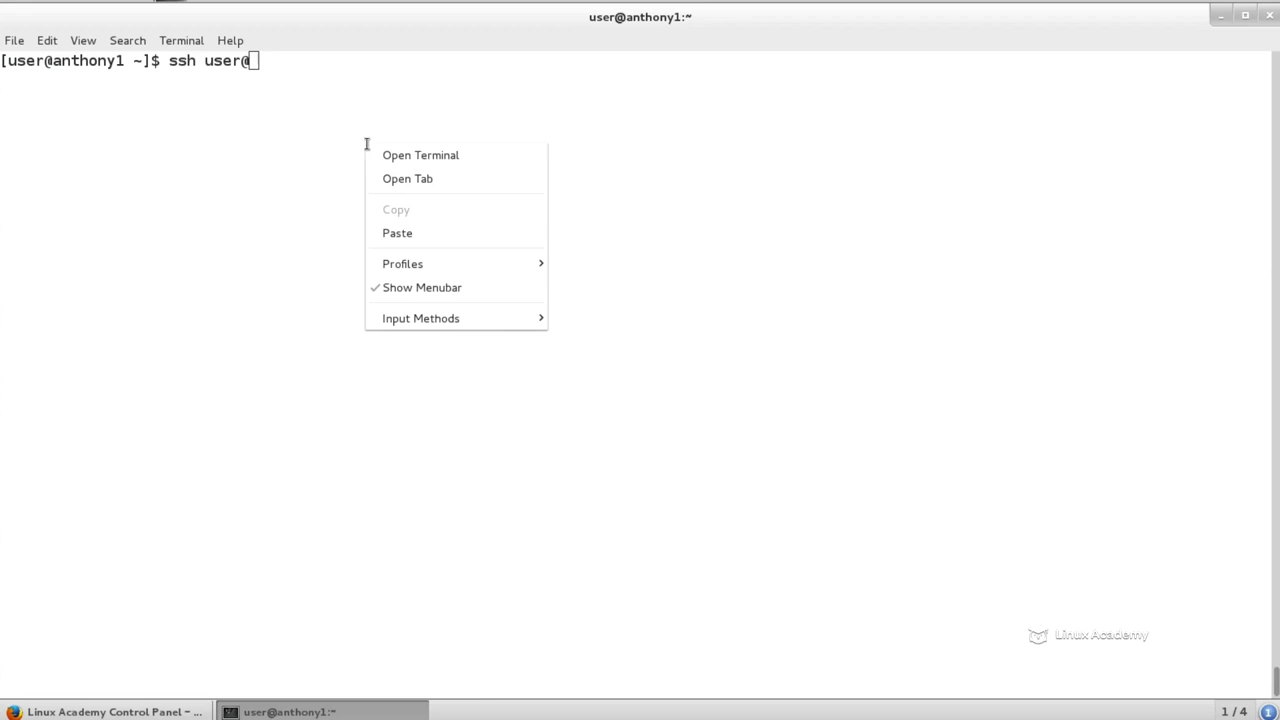 user@anthony1:~
File Edit View Search Terminal Help
[user@anthony1 ~]$ ssh user@
Open Terminal
Open Tab
Copy
Paste
Profiles
Show Menubar
Input Methods
Linux Academy
Linux Academy Control Panel - ...
user@anthony1:~
1 / 4
1